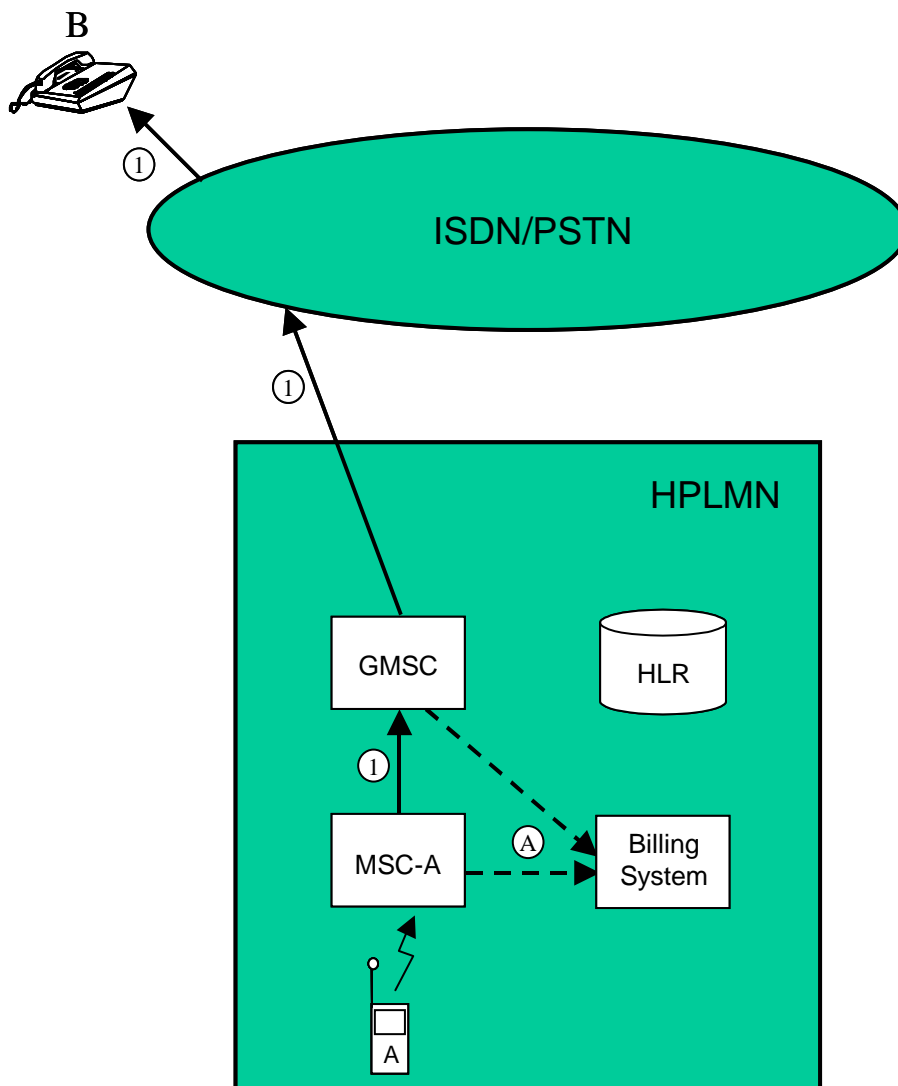 B
1
ISDN/PSTN
1
HPLMN
GMSC
HLR
1
A
MSC-A
Billing
System
A